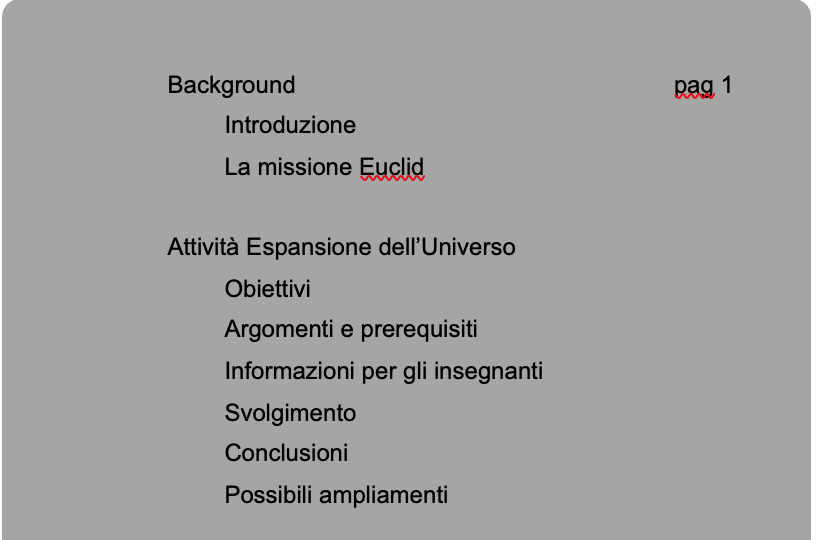 Background pag 1
Introduzione
La missione Euclid
Attività Espansione dell’Universo
Obiettivi
Argomenti e prerequisiti
Informazioni per gli insegnanti
Svolgimento
Conclusioni
Possibili ampliamenti